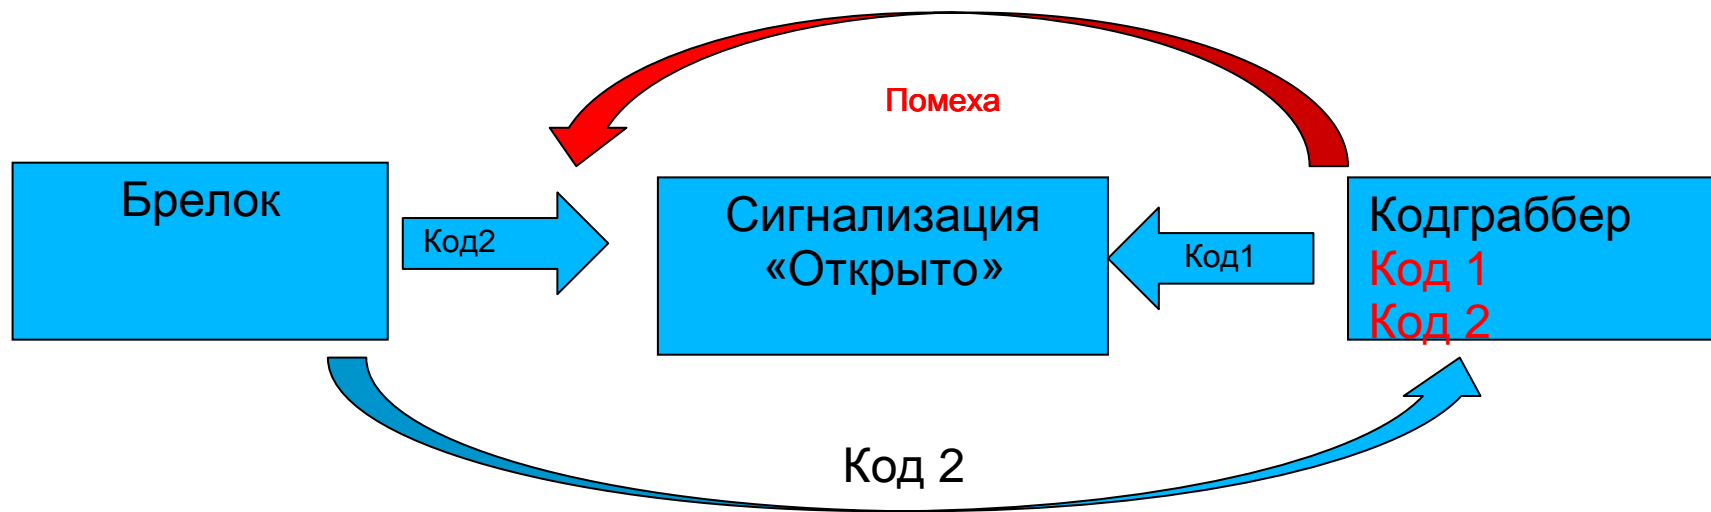 Помеха
Брелок
Код2
Сигнализация
«Открыто»
Код1
Кодграббер
Код 1
Код 2
Код 2